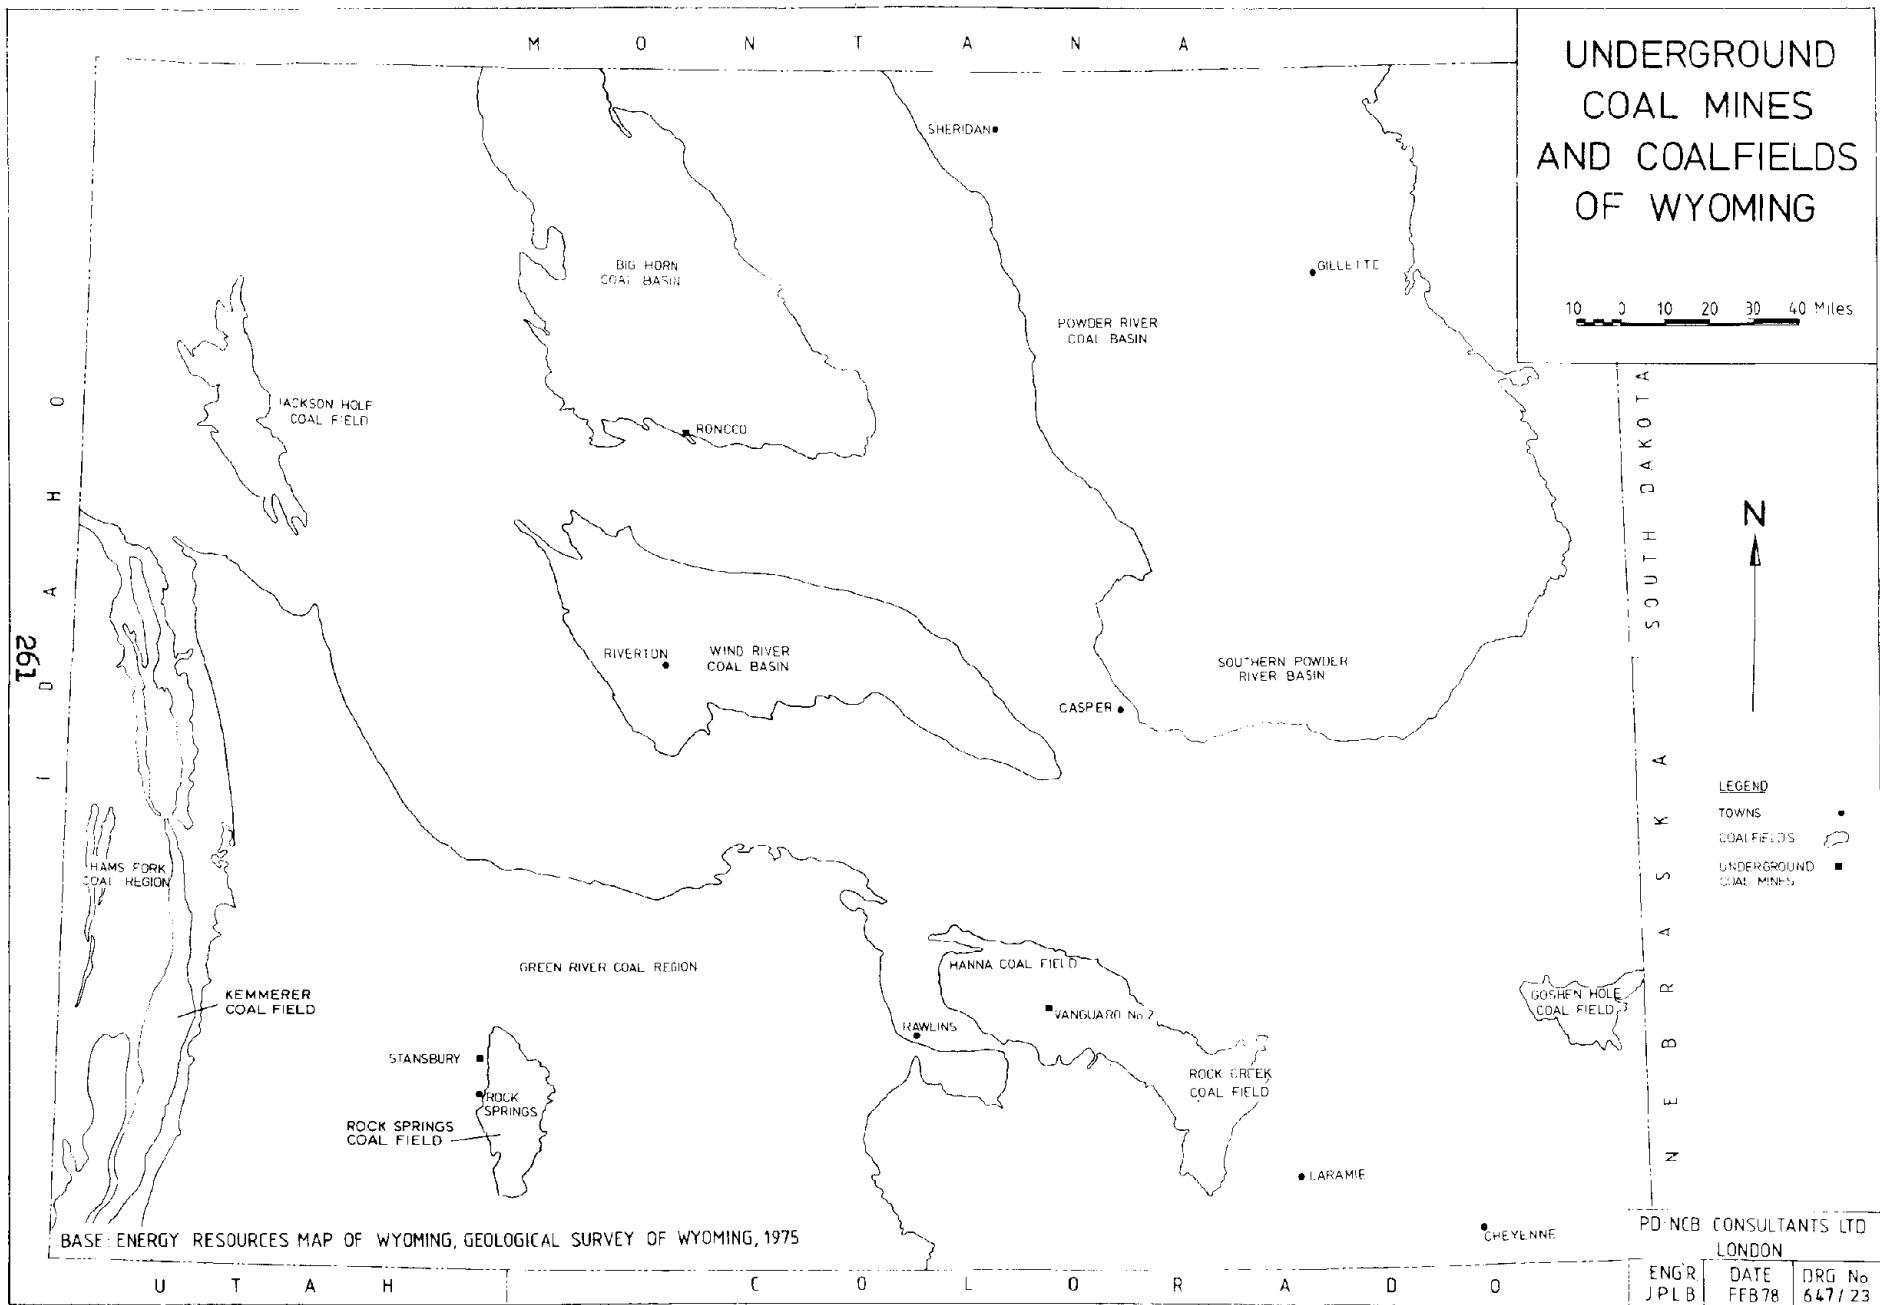 M O N T A N A
UNDERGROUND
COAL MINES
AND COALFIELDS
OF WYOMING
10 0 10 20 30 40 Miles
SHERIDAN
GILLETTE
BIG HORN
COAL BASIN
POWDER RIVER
COAL BASIN
JACKSON HOLE
COAL FIELD
RONCCO
I D A H O
SOUTH DAKOTA
N
261
RIVERTON
WIND RIVER
COAL BASIN
SOUTHERN POWDER
RIVER BASIN
CASPER
LEGEND
TOWNS
COALFIELDS
UNDERGROUND
COAL MINES
N E B R A S K A
HAMS FORK
COAL REGION
GREEN RIVER COAL REGION
HANNA COAL FIELD
KEMMERER
COAL FIELD
VANGUARD No 2
GOSHEN HOLE
COAL FIELD
RAWLINS
STANSBURY
ROCK
SPRINGS
ROCK SPRINGS
COAL FIELD
ROCK CREEK
COAL FIELD
LARAMIE
CHEYENNE
BASE: ENERGY RESOURCES MAP OF WYOMING, GEOLOGICAL SURVEY OF WYOMING, 1975
U T A H
C O L O R A D O
PD-NCB CONSULTANTS LTD
LONDON
ENG'R
JPLB
DATE
FEB 78
DRG No
647/23